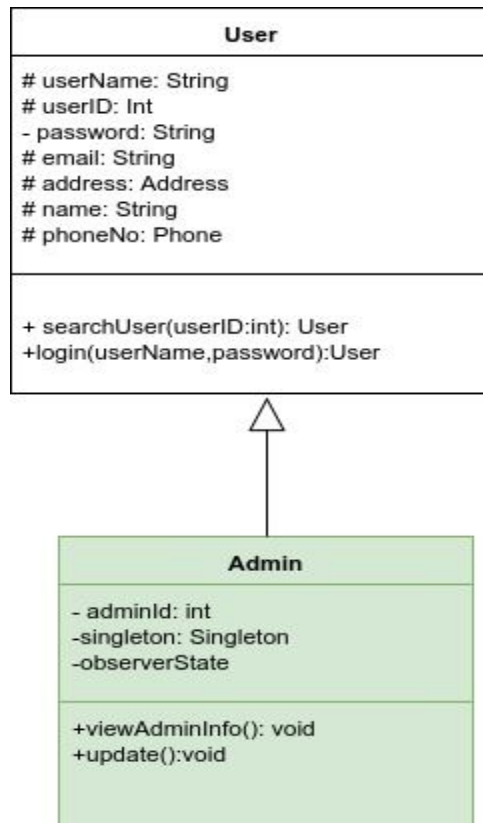 User
# userName: String
# userID: Int
- password: String
# email: String
# address: Address
# name: String
# phoneNo: Phone
+ searchUser(userID:int): User
+login(userName,password):User
Admin
- adminId: int
-singleton: Singleton
-observerState
+viewAdminInfo(): void
+update():void